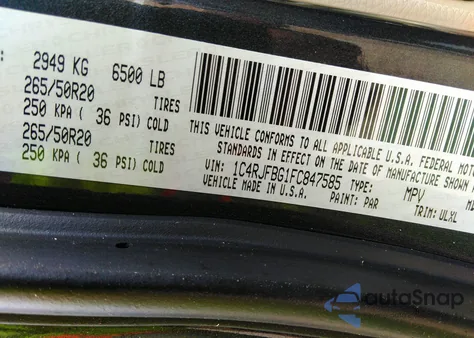 : 2949 KG 6500 LB
265/50R20 TIRES
250 KPA ( 36 PSI) COLD
265/50R20 TIRES
250 KPA ( 36 PSI) COLD
THIS VEHICLE CONFORMS TO ALL APPLICABLE U.S.A. FEDERAL MOTO
STANDARDS IN EFFECT ON THE DATE OF MANUFACTURE SHOWN
VIN: 1C4RJFBG1FC847585 TYPE: MPV
VEHICLE MADE IN U.S.A. PAINT: PAR TRIM: ULXL
autoSnap